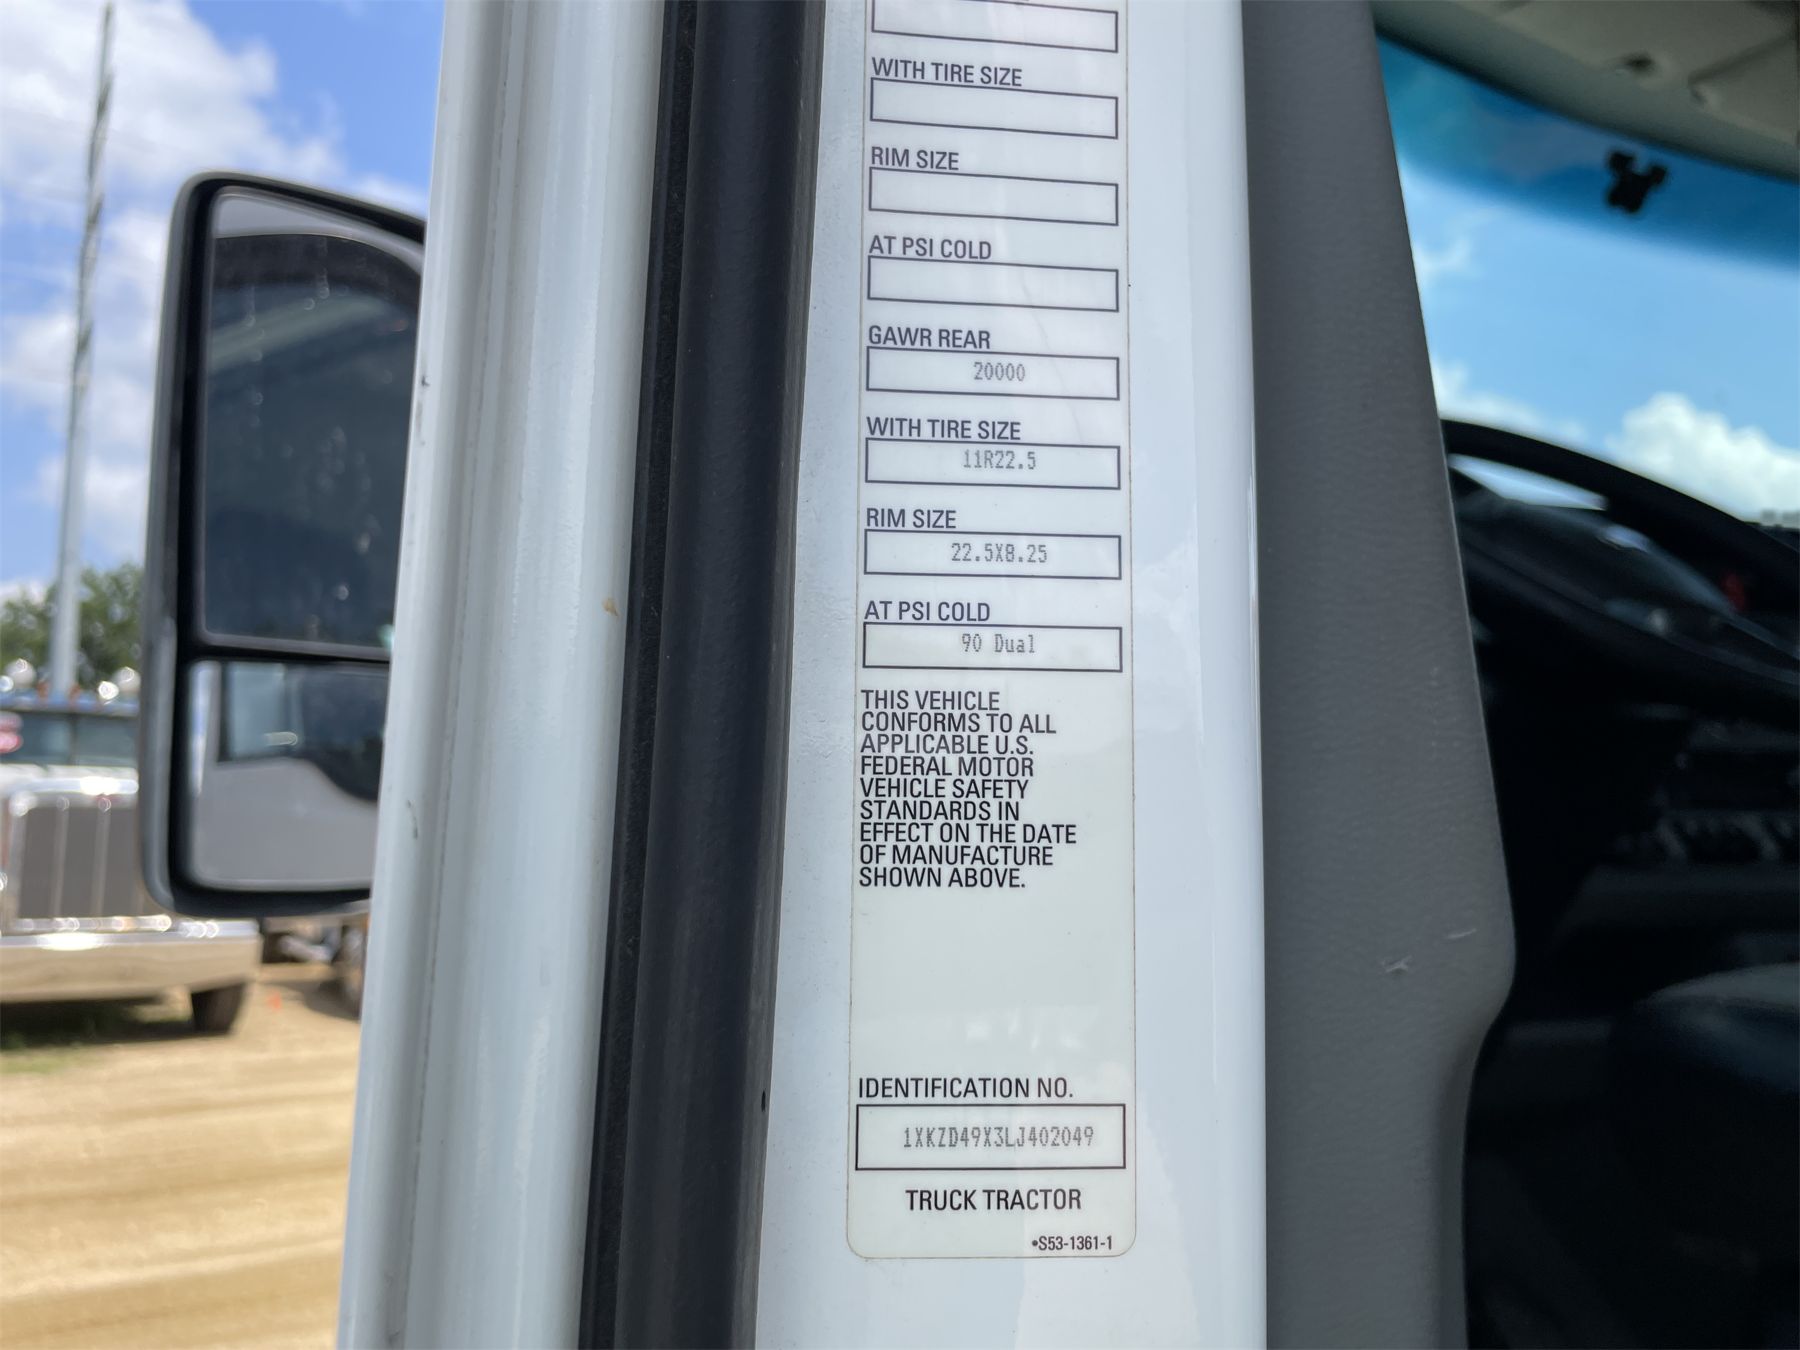 WITH TIRE SIZE
RIM SIZE
AT PSI COLD
GAWR REAR
20000
WITH TIRE SIZE
11R22.5
RIM SIZE
22.5X8.25
AT PSI COLD
90 Dual
THIS VEHICLE
CONFORMS TO ALL
APPLICABLE U.S.
FEDERAL MOTOR
VEHICLE SAFETY
STANDARDS IN
EFFECT ON THE DATE
OF MANUFACTURE
SHOWN ABOVE.
IDENTIFICATION NO.
1XKZD49X3LJ402049
TRUCK TRACTOR
•S53-1361-1